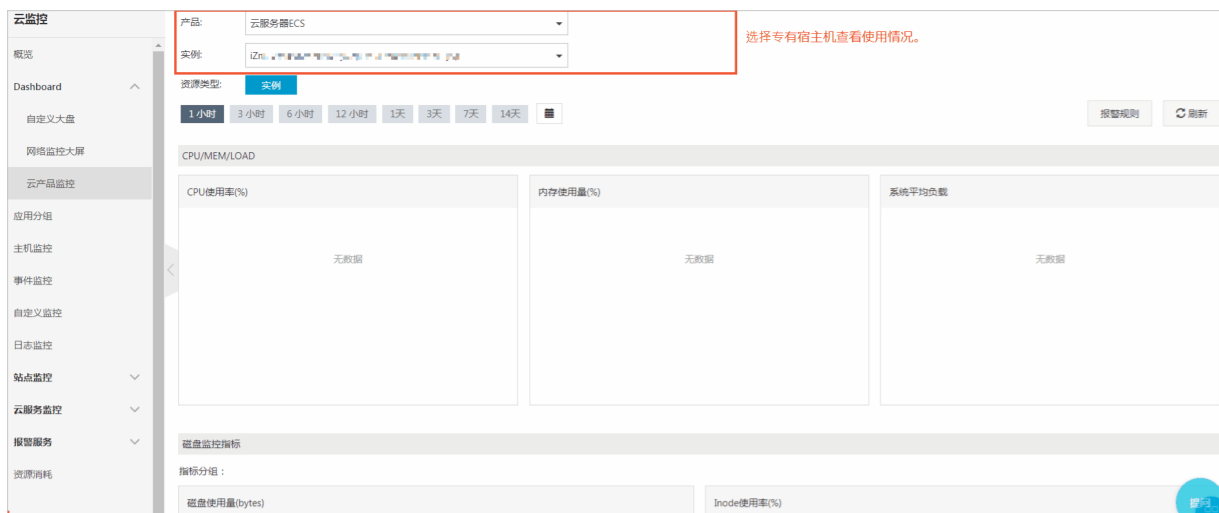 云监控
概览
Dashboard
自定义大盘
网络监控大屏
云产品监控
应用分组
主机监控
事件监控
自定义监控
日志监控
站点监控
云服务监控
报警服务
资源消耗
产品:
云服务器ECS
实例:
选择专有宿主机查看使用情况。
资源类型:
实例
1 小时 3 小时 6 小时 12 小时 1天 3天 7天 14天
报警规则 刷新
CPU/MEM/LOAD
CPU使用率(%) 内存使用量(%) 系统平均负载
无数据 无数据 无数据
磁盘监控指标
指标分组：
磁盘使用量(bytes) Inode使用率(%)